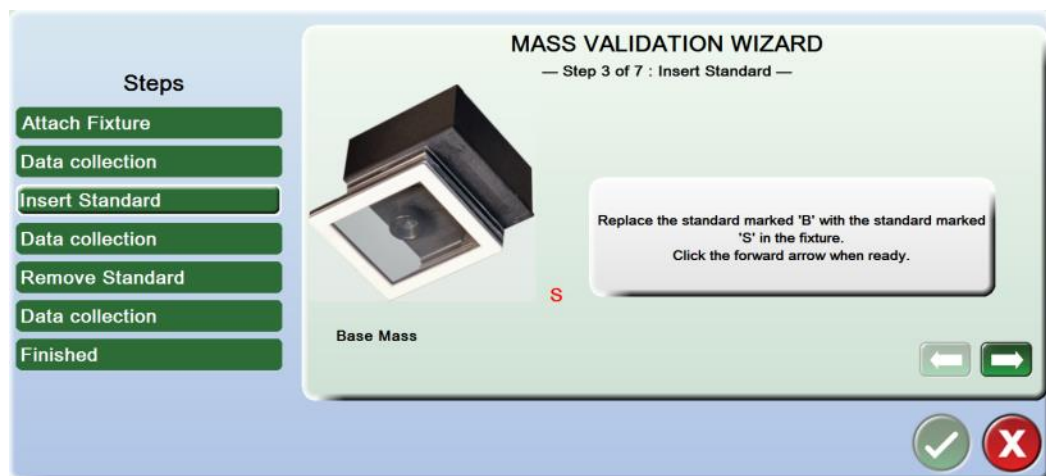 Steps
Attach Fixture
Data collection
Insert Standard
Data collection
Remove Standard
Data collection
Finished
MASS VALIDATION WIZARD
— Step 3 of 7 : Insert Standard —
Replace the standard marked 'B' with the standard marked
'S' in the fixture.
Click the forward arrow when ready.
S
Base Mass